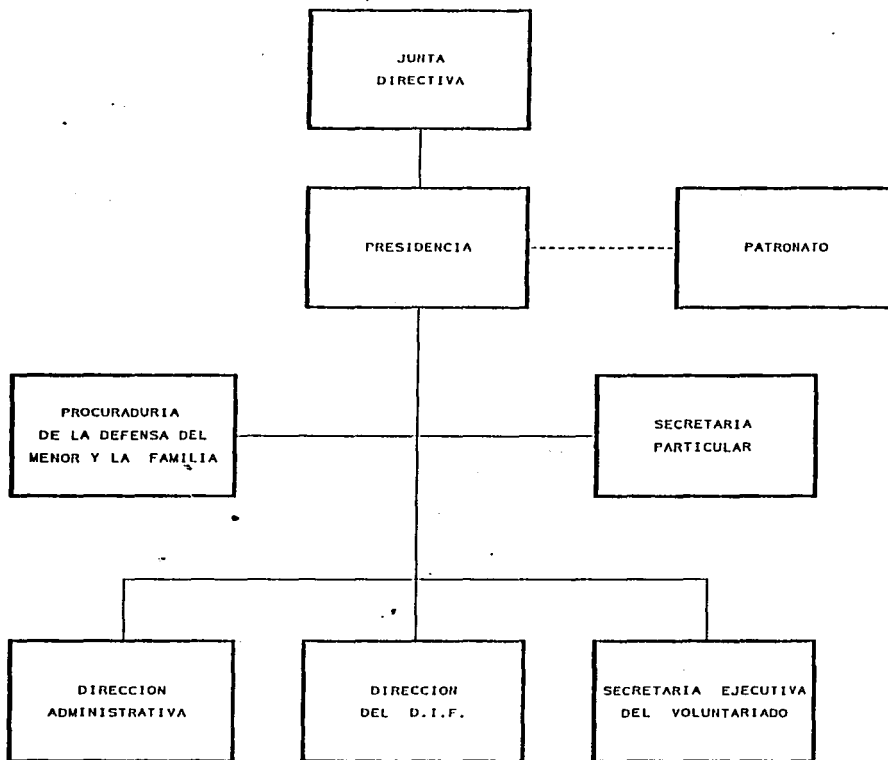 JUNTA
DIRECTIVA
PRESIDENCIA
PATRONATO
PROCURADURIA
DE LA DEFENSA DEL
MENOR Y LA FAMILIA
SECRETARIA
PARTICULAR
DIRECCION
ADMINISTRATIVA
DIRECCION
DEL D.I.F.
SECRETARIA EJECUTIVA
DEL VOLUNTARIADO